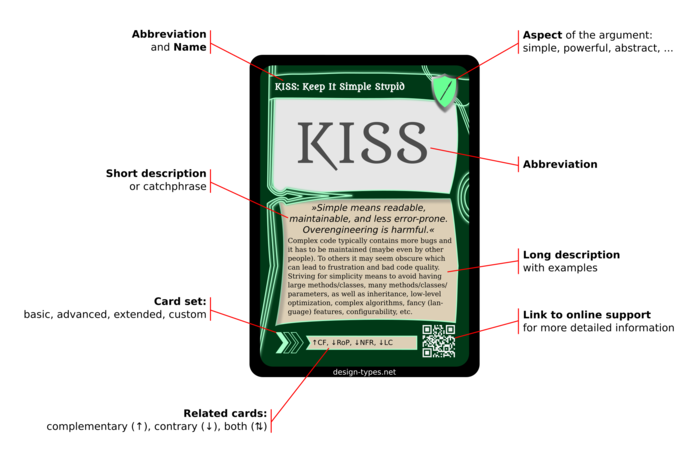 Abbreviation
and Name
Aspect of the argument:
simple, powerful, abstract, ...
KISS: Keep It Simple Stupid
KISS
Abbreviation
Short description
or catchphrase
»Simple means readable,
maintainable, and less error-prone.
Overengineering is harmful.«
Complex code typically contains more bugs and
it has to be maintained (maybe even by other
people). To others it may seem obscure which
can lead to frustration and bad code quality.
Striving for simplicity means to avoid having
large methods/classes, many methods/classes/
parameters, as well as inheritance, low-level
optimization, complex algorithms, fancy (lan-
guage) features, configurability, etc.
Long description
with examples
Card set:
basic, advanced, extended, custom
Link to online support
for more detailed information
↑CF, ↓RoP, ↓NFR, ↓LC
design-types.net
Related cards:
complementary (↑), contrary (↓), both (⇅)